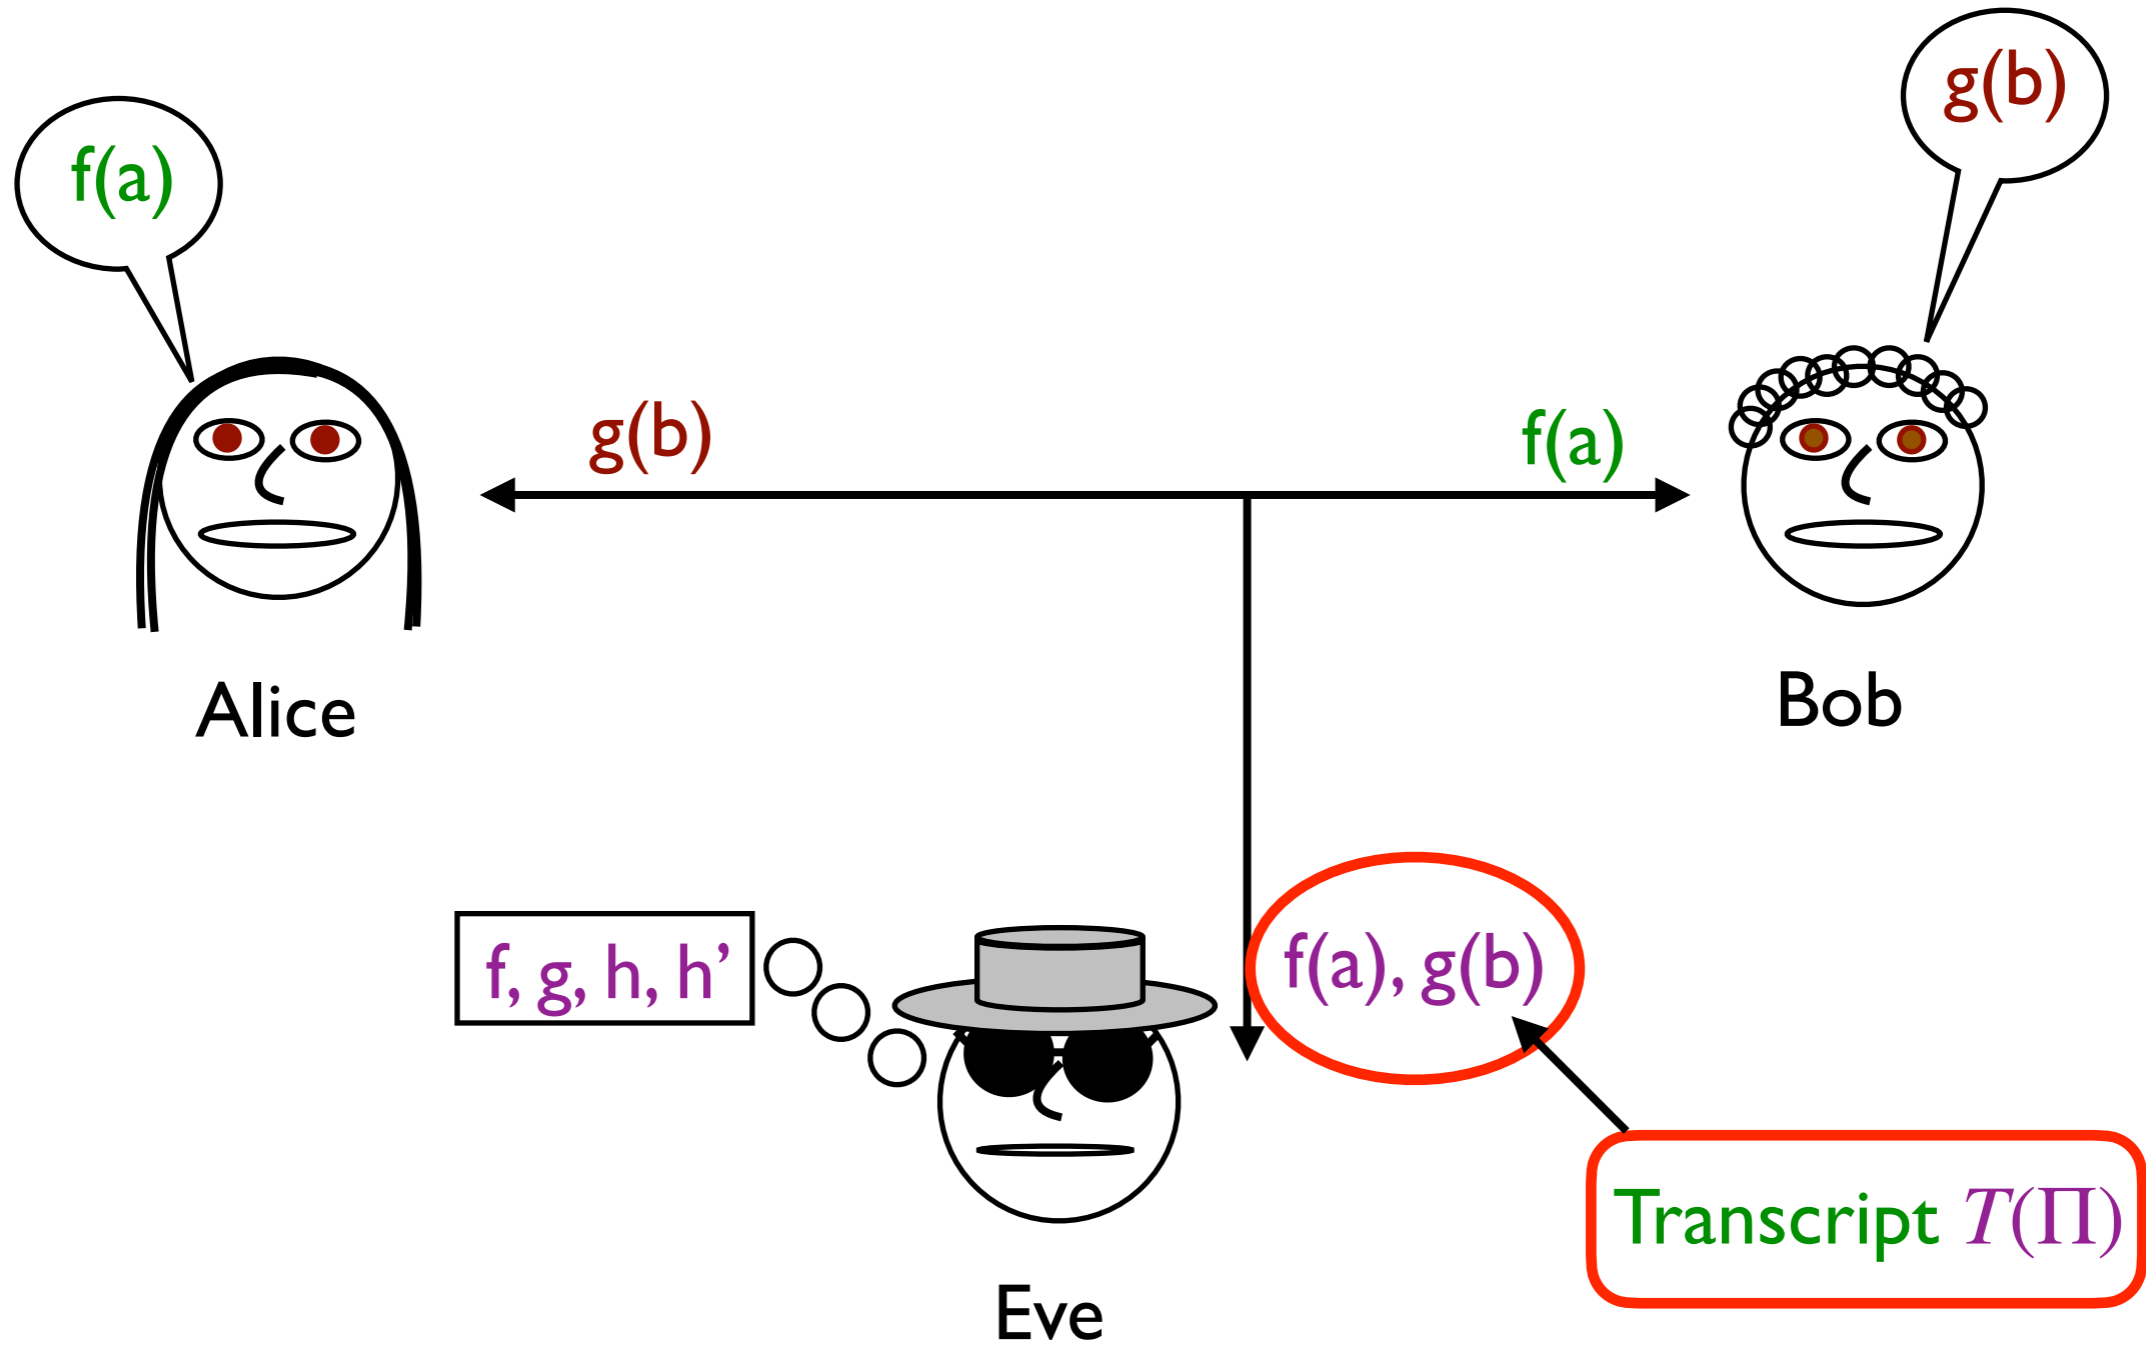 g(b)
f(a)
g(b)
f(a)
Alice
Bob
f, g, h, h’
f(a), g(b)
Transcript T(Π)
Eve